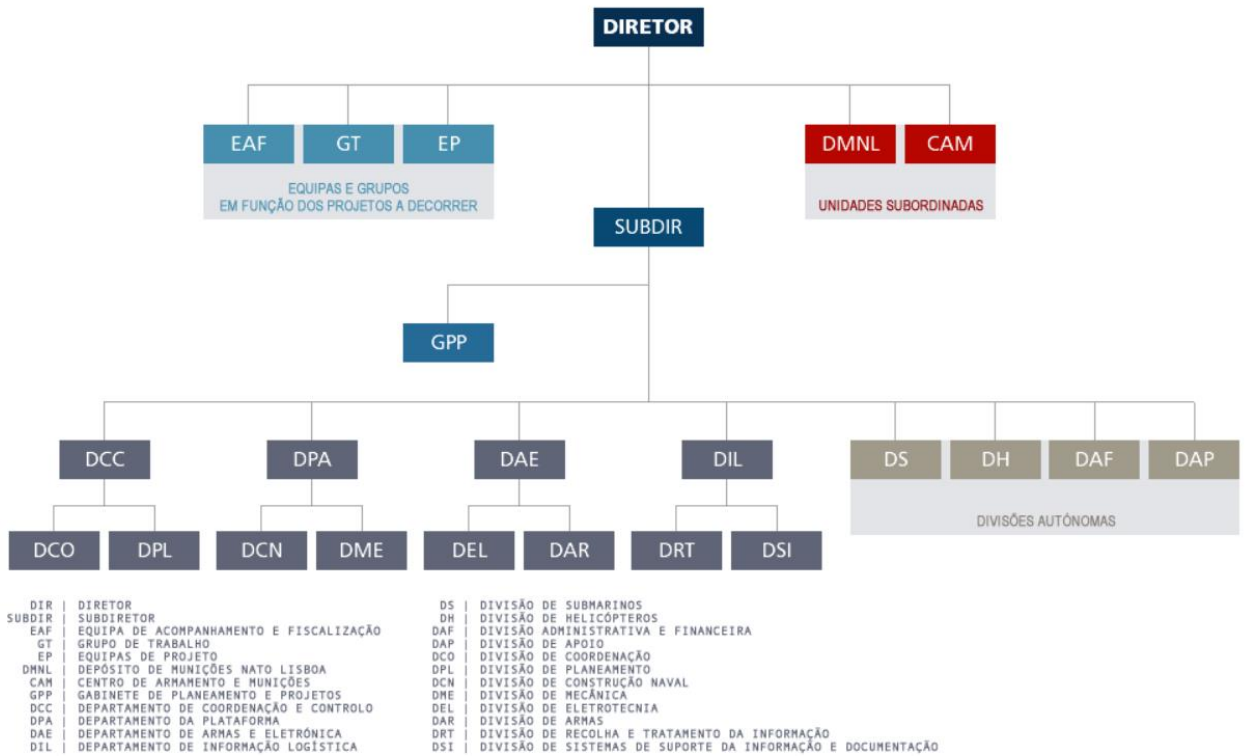 DIRETOR
EAF GT EP
EQUIPAS E GRUPOS
EM FUNÇÃO DOS PROJETOS A DECORRER
DMNL CAM
UNIDADES SUBORDINADAS
SUBDIR
GPP
DCC DPA DAE DIL DS DH DAF DAP
DIVISÕES AUTÓNOMAS
DCO DPL DCN DME DEL DAR DRT DSI
DIR | DIRETOR
SUBDIR | SUBDIRETOR
EAF | EQUIPA DE ACOMPANHAMENTO E FISCALIZAÇÃO
GT | GRUPO DE TRABALHO
EP | EQUIPAS DE PROJETO
DMNL | DEPÓSITO DE MUNIÇÕES NATO LISBOA
CAM | CENTRO DE ARMAMENTO E MUNIÇÕES
GPP | GABINETE DE PLANEAMENTO E PROJETOS
DCC | DEPARTAMENTO DE COORDENAÇÃO E CONTROLO
DPA | DEPARTAMENTO DA PLATAFORMA
DAE | DEPARTAMENTO DE ARMAS E ELETRÓNICA
DIL | DEPARTAMENTO DE INFORMAÇÃO LOGÍSTICA
DS | DIVISÃO DE SUBMARINOS
DH | DIVISÃO DE HELICÓPTEROS
DAF | DIVISÃO ADMINISTRATIVA E FINANCEIRA
DAP | DIVISÃO DE APOIO
DCO | DIVISÃO DE COORDENAÇÃO
DPL | DIVISÃO DE PLANEAMENTO
DCN | DIVISÃO DE CONSTRUÇÃO NAVAL
DME | DIVISÃO DE MECÂNICA
DEL | DIVISÃO DE ELETROTECNIA
DAR | DIVISÃO DE ARMAS
DRT | DIVISÃO DE RECOLHA E TRATAMENTO DA INFORMAÇÃO
DSI | DIVISÃO DE SISTEMAS DE SUPORTE DA INFORMAÇÃO E DOCUMENTAÇÃO